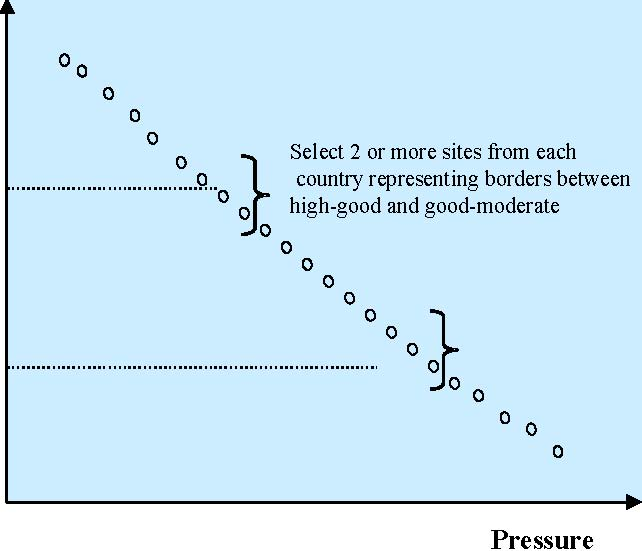 Select 2 or more sites from each
country representing borders between
high-good and good-moderate
Pressure